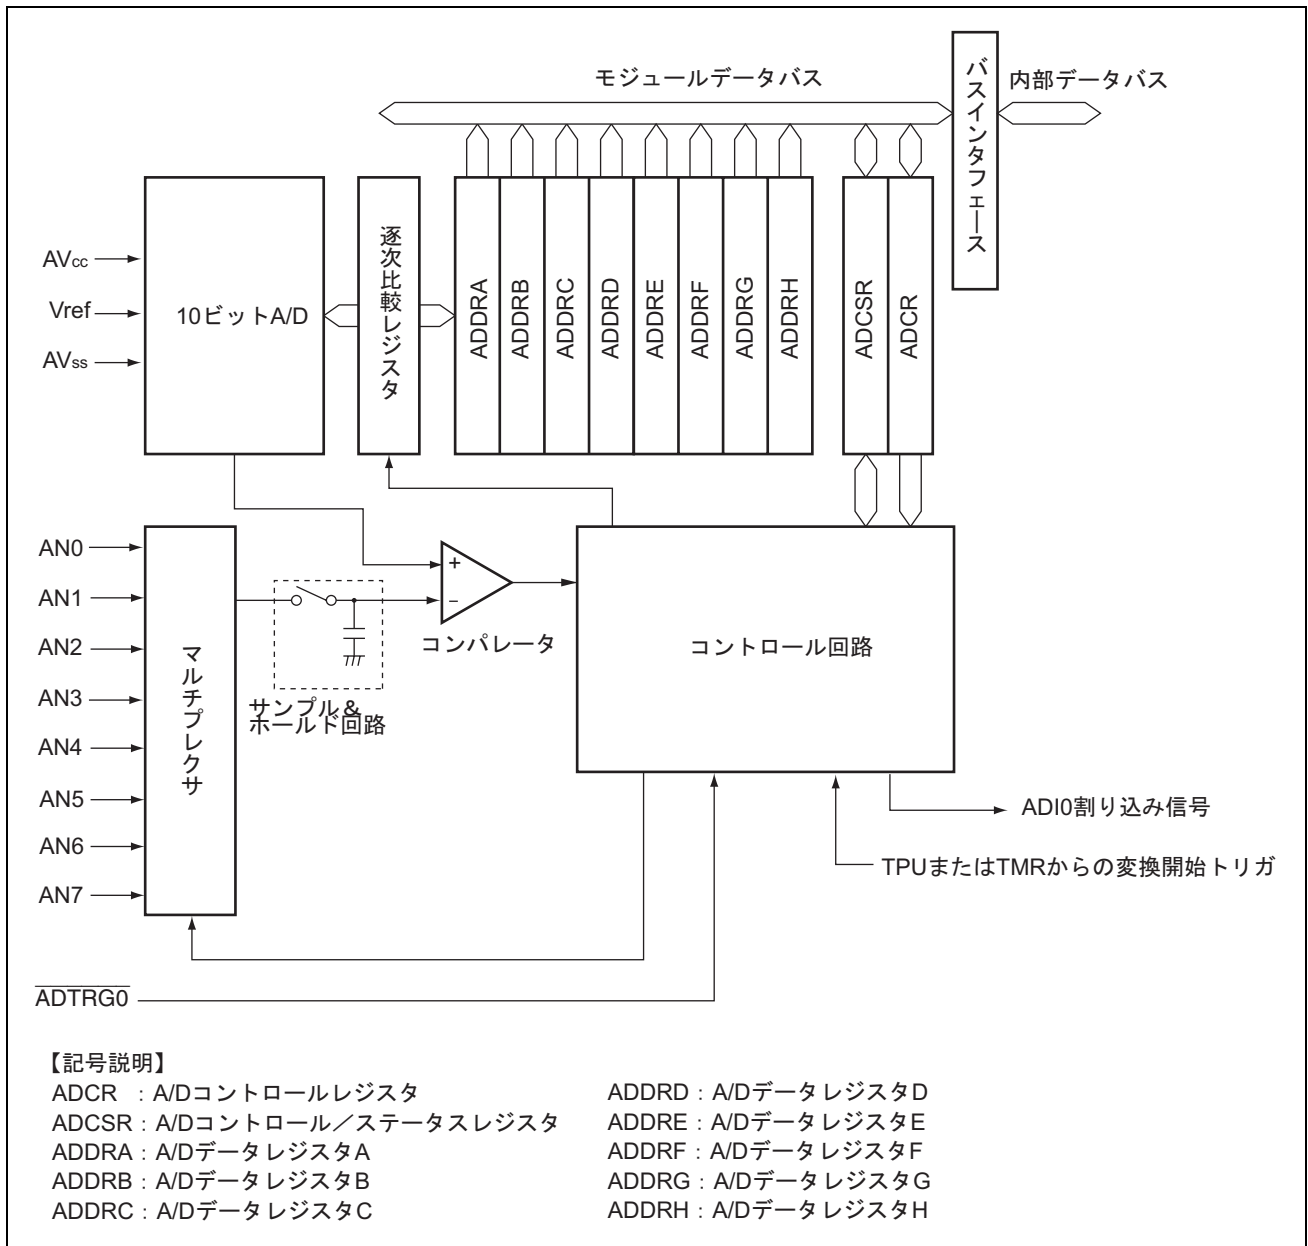 モジュールデータバス
内部データバス
バスインタフェース
AVcc
Vref
AVss
10ビットA/D
逐次比較レジスタ
ADDRA
ADDRB
ADDRC
ADDRD
ADDRE
ADDRF
ADDRG
ADDRH
ADCSR
ADCR
AN0
AN1
AN2
AN3
AN4
AN5
AN6
AN7
マルチプレクサ
サンプル&
ホールド回路
+
−
コンパレータ
コントロール回路
ADI0割り込み信号
TPUまたはTMRからの変換開始トリガ
ADTRG0
【記号説明】
ADCR :A/Dコントロールレジスタ
ADCSR:A/Dコントロール/ステータスレジスタ
ADDRA:A/DデータレジスタA
ADDRB:A/DデータレジスタB
ADDRC:A/DデータレジスタC
ADDRD:A/DデータレジスタD
ADDRE:A/DデータレジスタE
ADDRF:A/DデータレジスタF
ADDRG:A/DデータレジスタG
ADDRH:A/DデータレジスタH